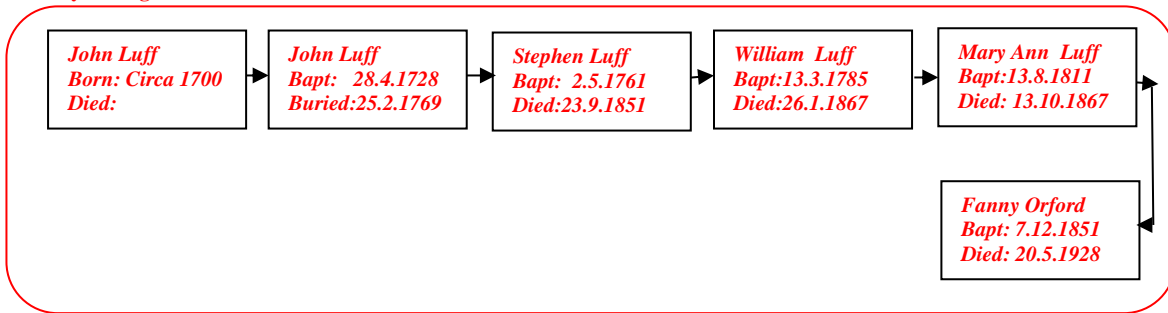 John Luff
Born: Circa 1700
Died:
John Luff
Bapt: 28.4.1728
Buried:25.2.1769
Stephen Luff
Bapt: 2.5.1761
Died:23.9.1851
William Luff
Bapt:13.3.1785
Died:26.1.1867
Mary Ann Luff
Bapt:13.8.1811
Died: 13.10.1867
Fanny Orford
Bapt: 7.12.1851
Died: 20.5.1928